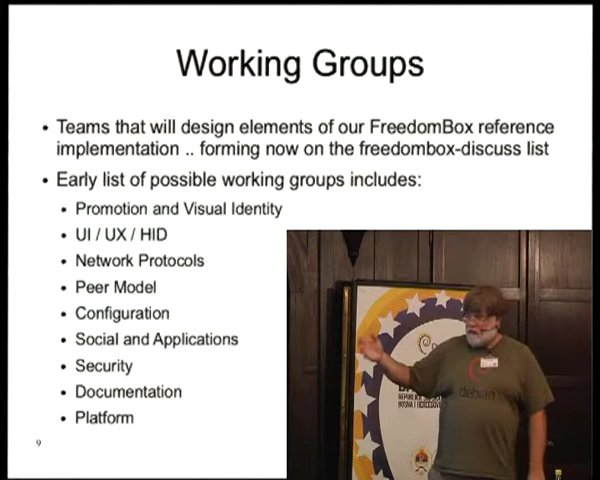 Working Groups
• Teams that will design elements of our FreedomBox reference
implementation .. forming now on the freedombox-discuss list
• Early list of possible working groups includes:
• Promotion and Visual Identity
• UI / UX / HID
• Network Protocols
• Peer Model
• Configuration
• Social and Applications
• Security
• Documentation
• Platform
9
debian